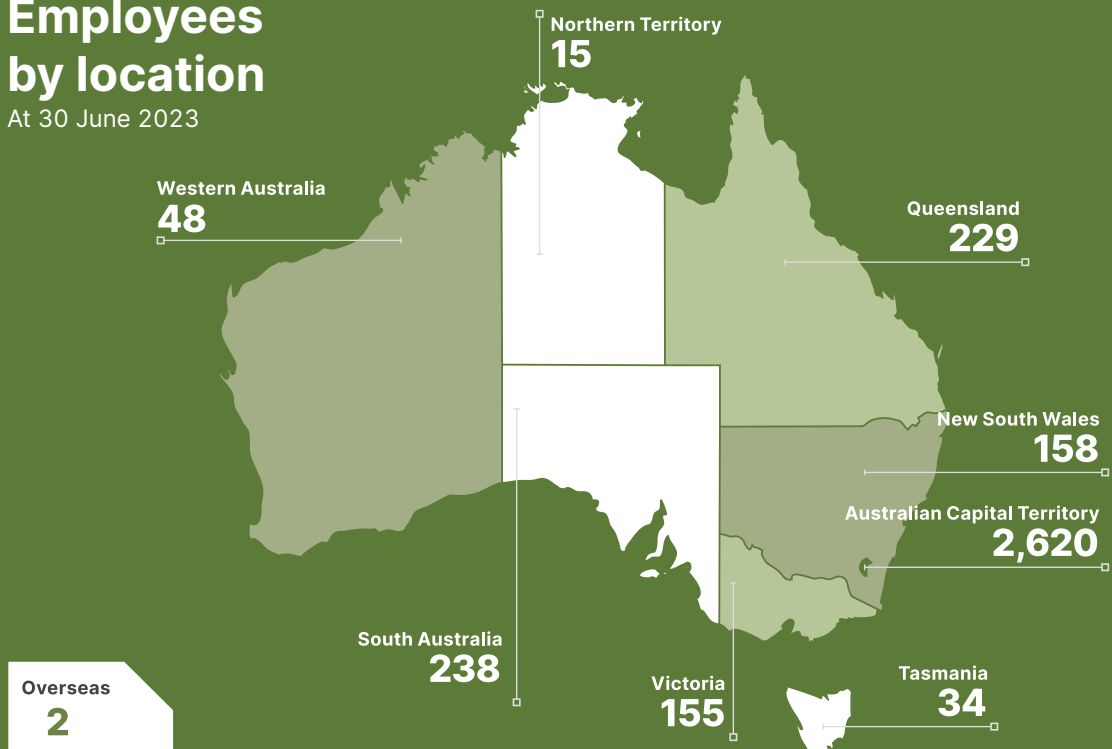 Employees
by location
At 30 June 2023
Northern Territory
15
Western Australia
48
Queensland
229
New South Wales
158
Australian Capital Territory
2,620
South Australia
238
Victoria
155
Tasmania
34
Overseas
2